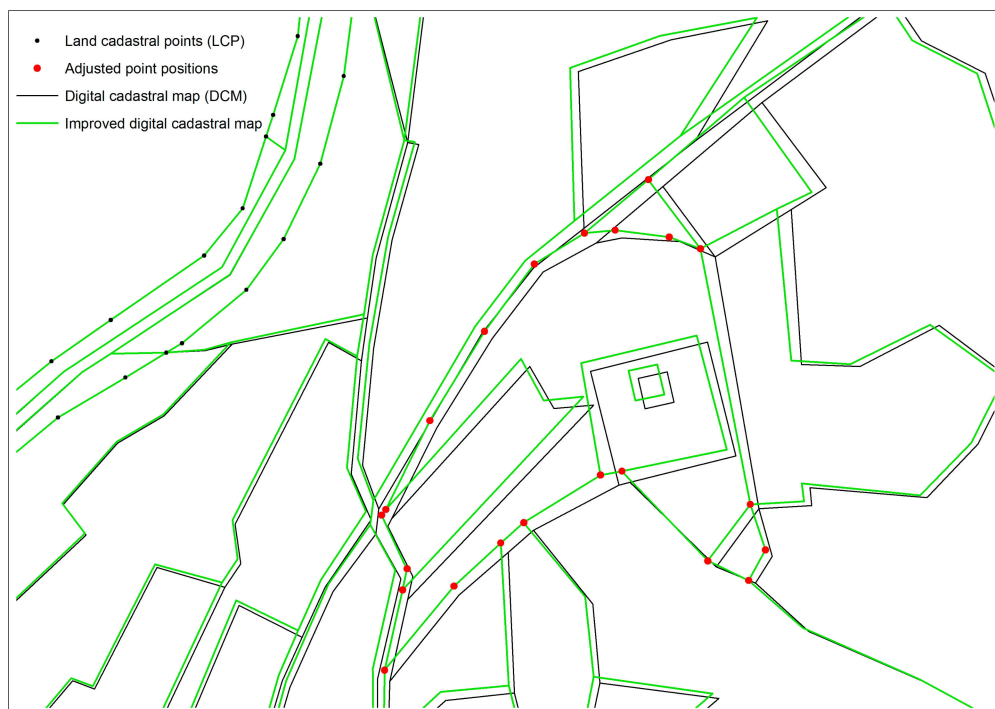 Land cadastral points (LCP)
Adjusted point positions
Digital cadastral map (DCM)
Improved digital cadastral map